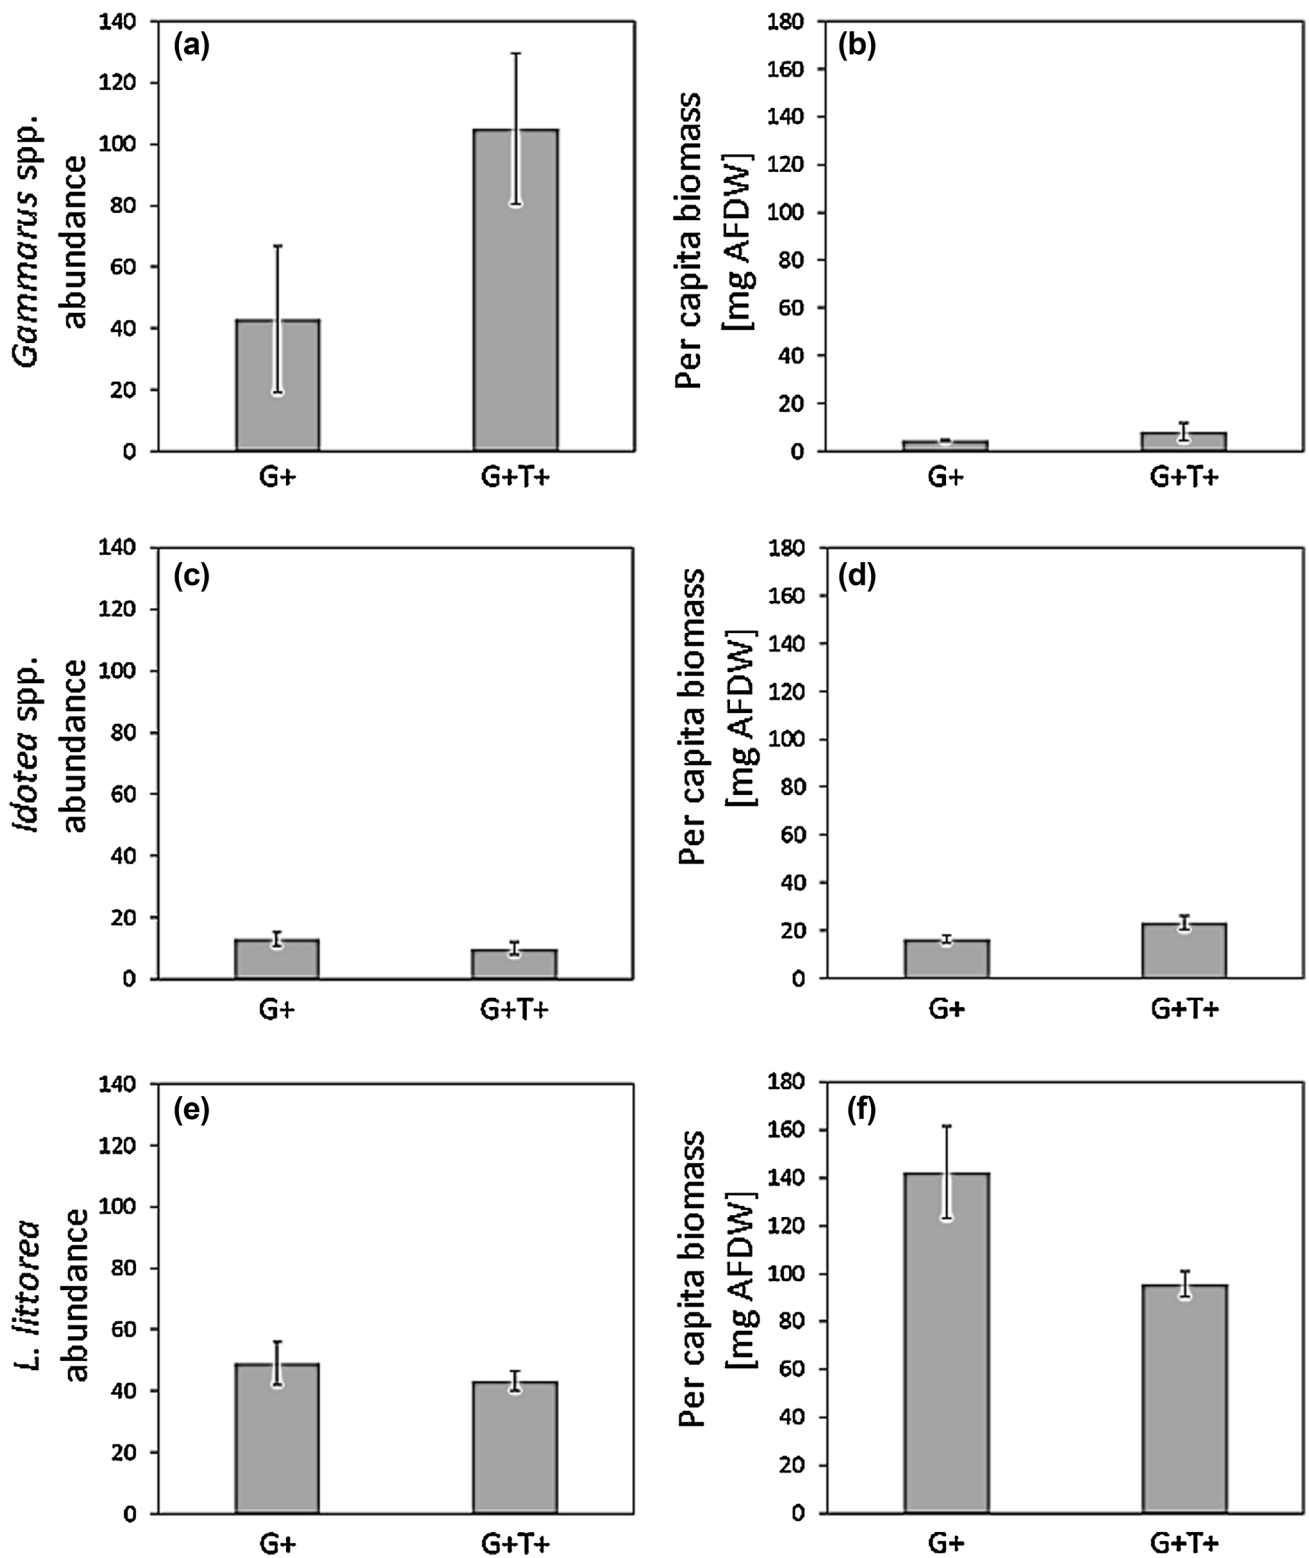 (a)
Gammarus spp.
abundance
140
120
100
80
60
40
20
0
G+
G+T+
(b)
Per capita biomass
[mg AFDW]
180
160
140
120
100
80
60
40
20
0
G+
G+T+
(c)
Idotea spp.
abundance
140
120
100
80
60
40
20
0
G+
G+T+
(d)
Per capita biomass
[mg AFDW]
180
160
140
120
100
80
60
40
20
0
G+
G+T+
(e)
L. littorea
abundance
140
120
100
80
60
40
20
0
G+
G+T+
(f)
Per capita biomass
[mg AFDW]
180
160
140
120
100
80
60
40
20
0
G+
G+T+